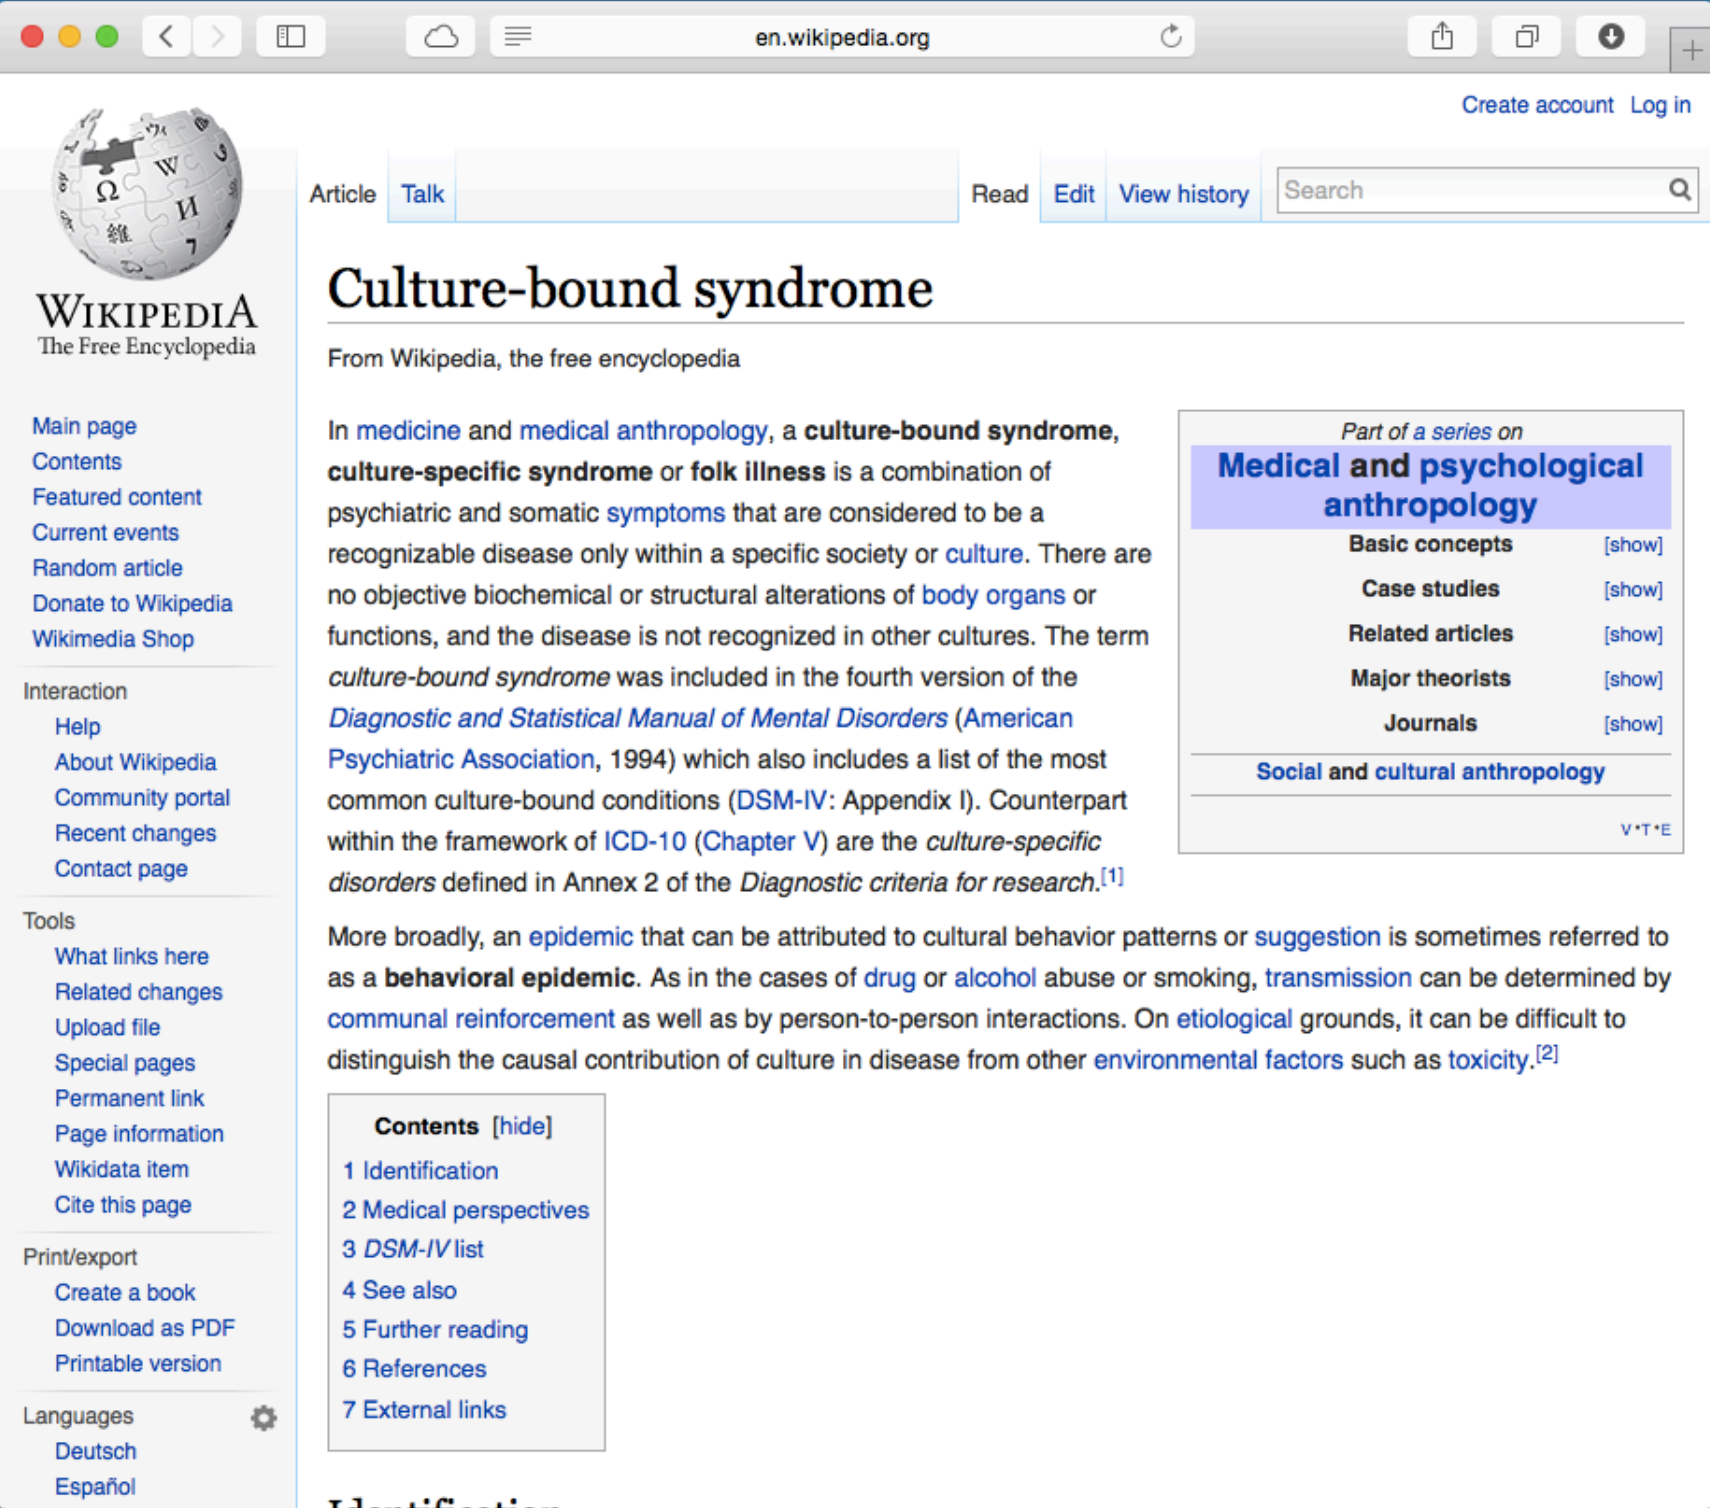 en.wikipedia.org
Create account Log in
Article Talk Read Edit View history Search
WIKIPEDIA
The Free Encyclopedia
Main page
Contents
Featured content
Current events
Random article
Donate to Wikipedia
Wikimedia Shop
Interaction
Help
About Wikipedia
Community portal
Recent changes
Contact page
Tools
What links here
Related changes
Upload file
Special pages
Permanent link
Page information
Wikidata item
Cite this page
Print/export
Create a book
Download as PDF
Printable version
Languages
Deutsch
Español
Culture-bound syndrome
From Wikipedia, the free encyclopedia
In medicine and medical anthropology, a culture-bound syndrome,
culture-specific syndrome or folk illness is a combination of
psychiatric and somatic symptoms that are considered to be a
recognizable disease only within a specific society or culture. There are
no objective biochemical or structural alterations of body organs or
functions, and the disease is not recognized in other cultures. The term
culture-bound syndrome was included in the fourth version of the
Diagnostic and Statistical Manual of Mental Disorders (American
Psychiatric Association, 1994) which also includes a list of the most
common culture-bound conditions (DSM-IV: Appendix I). Counterpart
within the framework of ICD-10 (Chapter V) are the culture-specific
disorders defined in Annex 2 of the Diagnostic criteria for research.[1]
Part of a series on
Medical and psychological
anthropology
Basic concepts [show]
Case studies [show]
Related articles [show]
Major theorists [show]
Journals [show]
Social and cultural anthropology
V • T • E
More broadly, an epidemic that can be attributed to cultural behavior patterns or suggestion is sometimes referred to
as a behavioral epidemic. As in the cases of drug or alcohol abuse or smoking, transmission can be determined by
communal reinforcement as well as by person-to-person interactions. On etiological grounds, it can be difficult to
distinguish the causal contribution of culture in disease from other environmental factors such as toxicity.[2]
Contents [hide]
1 Identification
2 Medical perspectives
3 DSM-IV list
4 See also
5 Further reading
6 References
7 External links
Identification